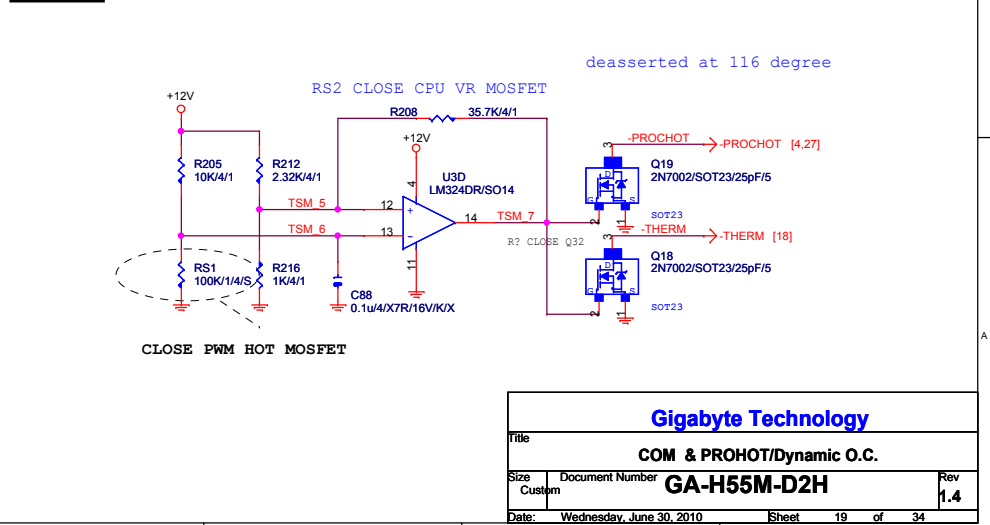 deasserted at 116 degree
RS2 CLOSE CPU VR MOSFET
+12V
R208
35.7K/4/1
+12V
-PROCHOT
-PROCHOT [4,27]
3
R205
10K/4/1
R212
2.32K/4/1
U3D
LM324DR/SO14
4
Q19
2N7002/SOT23/25pF/5
D
G
S
TSM_5
12
+
14
TSM_7
2
1
SOT23
TSM_6
13
-
-THERM
-THERM [18]
3
R? CLOSE Q32
11
RS1
100K/1/4/S
R216
1K/4/1
Q18
2N7002/SOT23/25pF/5
D
G
S
C88
0.1u/4/X7R/16V/K/X
2
1
SOT23
CLOSE PWM HOT MOSFET
A
Gigabyte Technology
Title
COM & PROHOT/Dynamic O.C.
Size
Custom
Document Number
GA-H55M-D2H
Rev
1.4
Date: Wednesday, June 30, 2010 Sheet 19 of 34